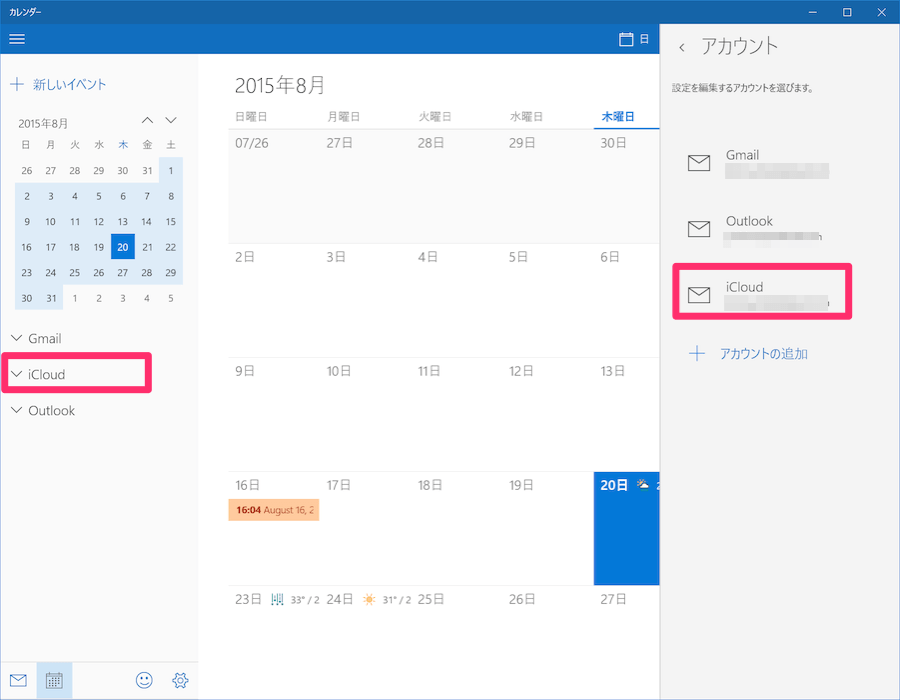 カレンダー
日
新しいイベント
2015年8月
日 月 火 水 木 金 土
26 27 28 29 30 31 1
2 3 4 5 6 7 8
9 10 11 12 13 14 15
16 17 18 19 20 21 22
23 24 25 26 27 28 29
30 31 1 2 3 4 5
Gmail
iCloud
Outlook
2015年8月
日曜日 月曜日 火曜日 水曜日 木曜日
07/26 27日 28日 29日 30日
2日 3日 4日 5日 6日
9日 10日 11日 12日 13日
16日 17日 18日 19日 20日 2
16:04 August 16, 2
23日 33° / 2 24日 31° / 2 25日 26日 27日
アカウント
設定を編集するアカウントを選びます。
Gmail
Outlook
iCloud
アカウントの追加